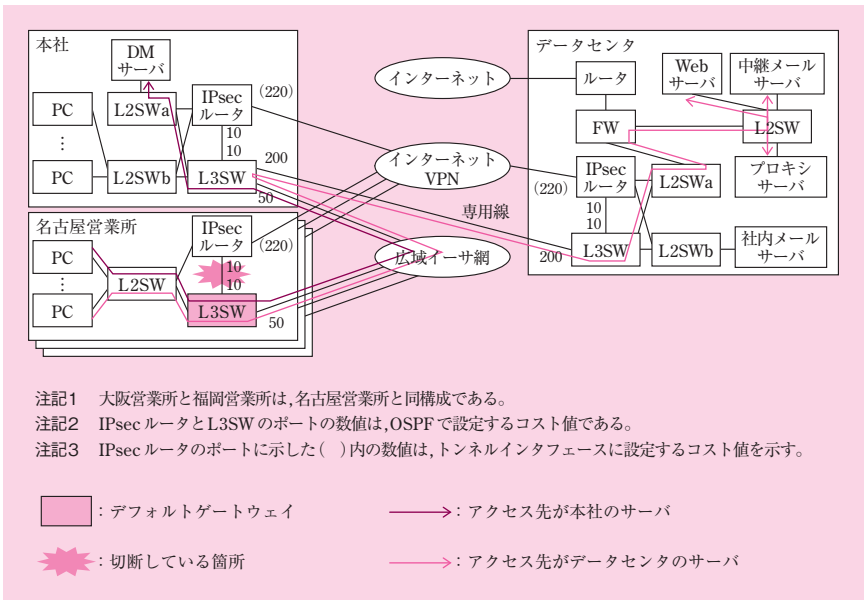 本社
DM
サーバ
PC
L2SWa
IPsec
ルータ
(220)
⋮
10
10
PC
L2SWb
L3SW
200
50
名古屋営業所
PC
IPsec
ルータ
(220)
⋮
L2SW
10
10
PC
L3SW
50
インターネット
インターネット
VPN
専用線
広域イーサ網
データセンタ
ルータ
Web
サーバ
中継メール
サーバ
FW
L2SW
IPsec
ルータ
(220)
L2SWa
プロキシ
サーバ
10
10
200
L3SW
L2SWb
社内メール
サーバ
注記1 大阪営業所と福岡営業所は,名古屋営業所と同構成である。
注記2 IPsecルータとL3SWのポートの数値は,OSPFで設定するコスト値である。
注記3 IPsecルータのポートに示した( )内の数値は,トンネルインタフェースに設定するコスト値を示す。
:デフォルトゲートウェイ
:アクセス先が本社のサーバ
:切断している箇所
:アクセス先がデータセンタのサーバ